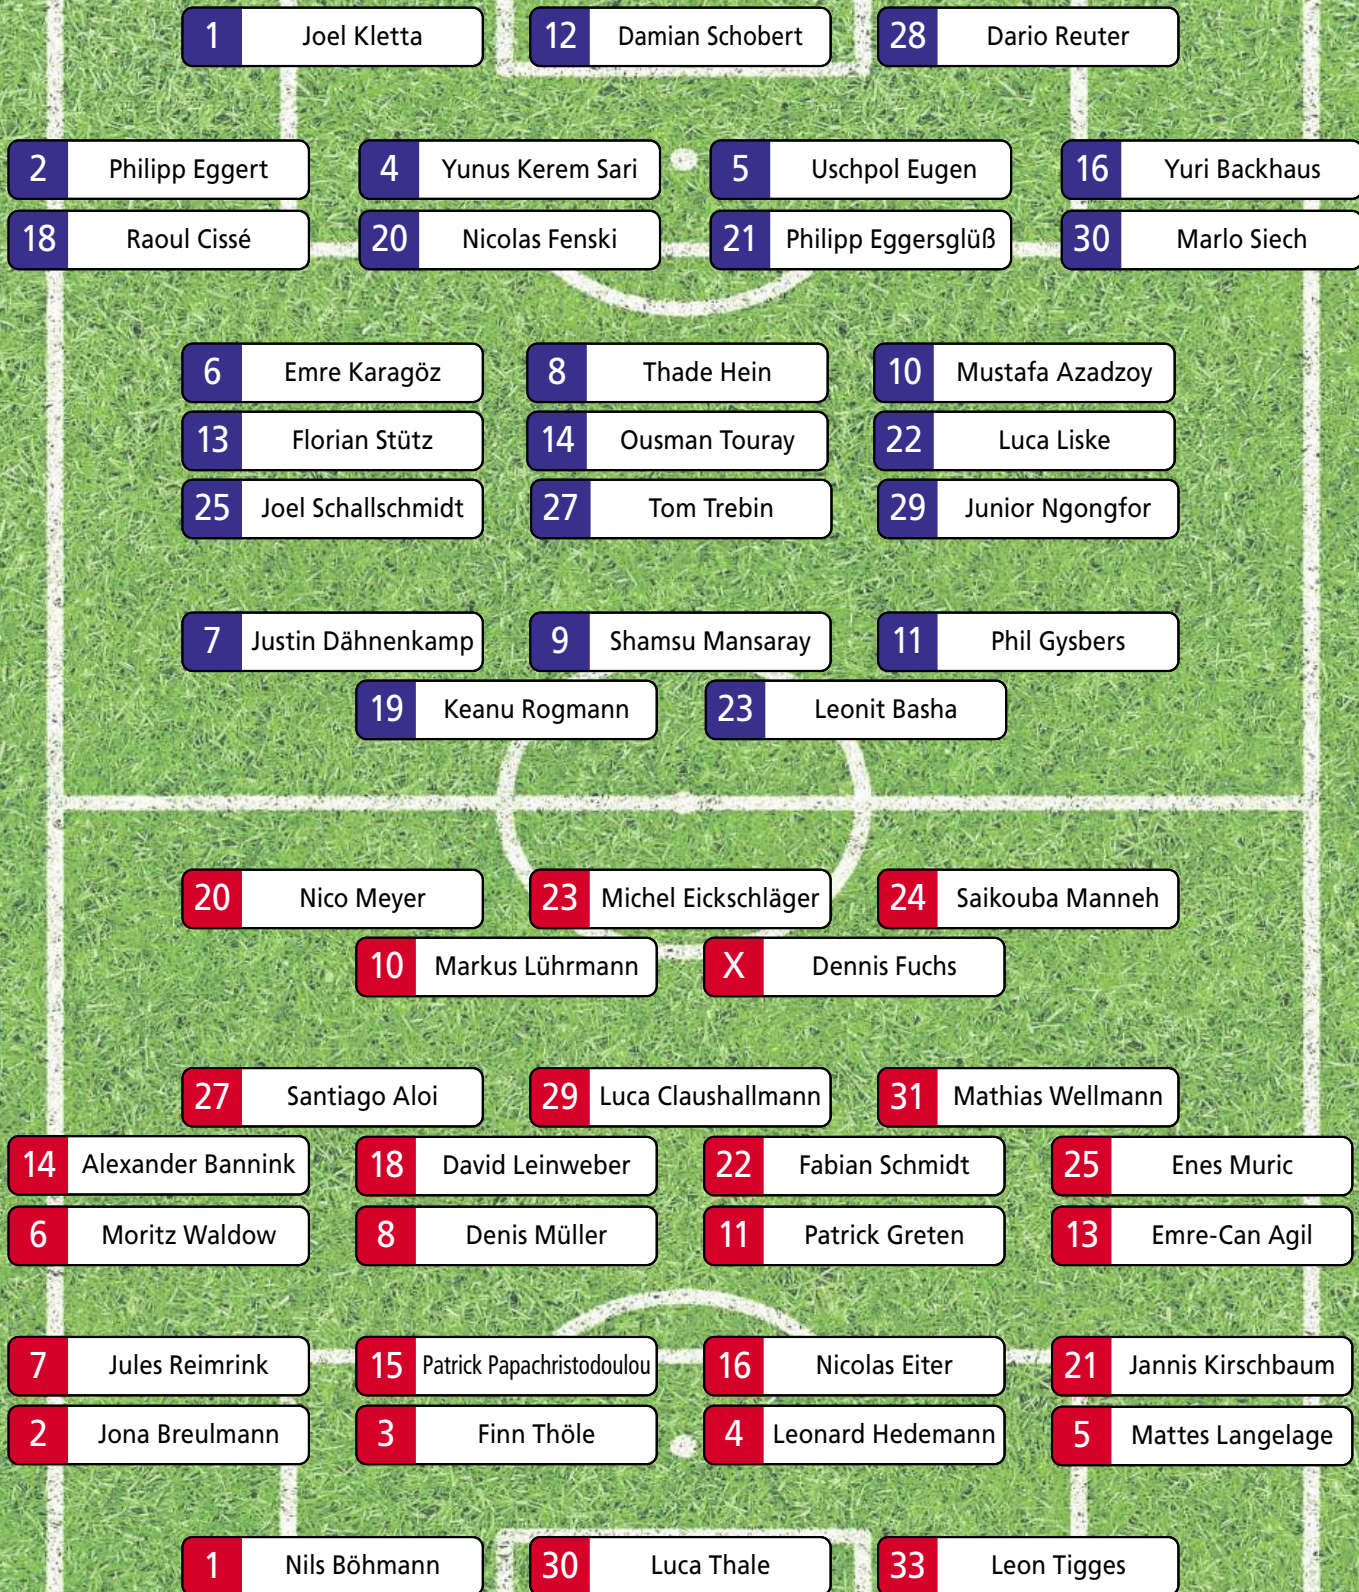 1 Joel Kletta 12 Damian Schobert 28 Dario Reuter
2 Philipp Eggert 4 Yunus Kerem Sari 5 Uschpol Eugen 16 Yuri Backhaus
18 Raoul Cissé 20 Nicolas Fenski 21 Philipp Eggersglüß 30 Marlo Siech
6 Emre Karagöz 8 Thade Hein 10 Mustafa Azadzoy
13 Florian Stütz 14 Ousman Touray 22 Luca Liske
25 Joel Schallschmidt 27 Tom Trebin 29 Junior Ngongfor
7 Justin Dähnenkamp 9 Shamsu Mansaray 11 Phil Gysbers
19 Keanu Rogmann 23 Leonit Basha
20 Nico Meyer 23 Michel Eickschläger 24 Saikouba Manneh
10 Markus Lührmann X Dennis Fuchs
27 Santiago Aloi 29 Luca Claushallmann 31 Mathias Wellmann
14 Alexander Bannink 18 David Leinweber 22 Fabian Schmidt 25 Enes Muric
6 Moritz Waldow 8 Denis Müller 11 Patrick Greten 13 Emre-Can Agil
7 Jules Reimrink 15 Patrick Papachristodoulou 16 Nicolas Eiter 21 Jannis Kirschbaum
2 Jona Breulmann 3 Finn Thöle 4 Leonard Hedemann 5 Mattes Langelage
1 Nils Böhmann 30 Luca Thale 33 Leon Tigges